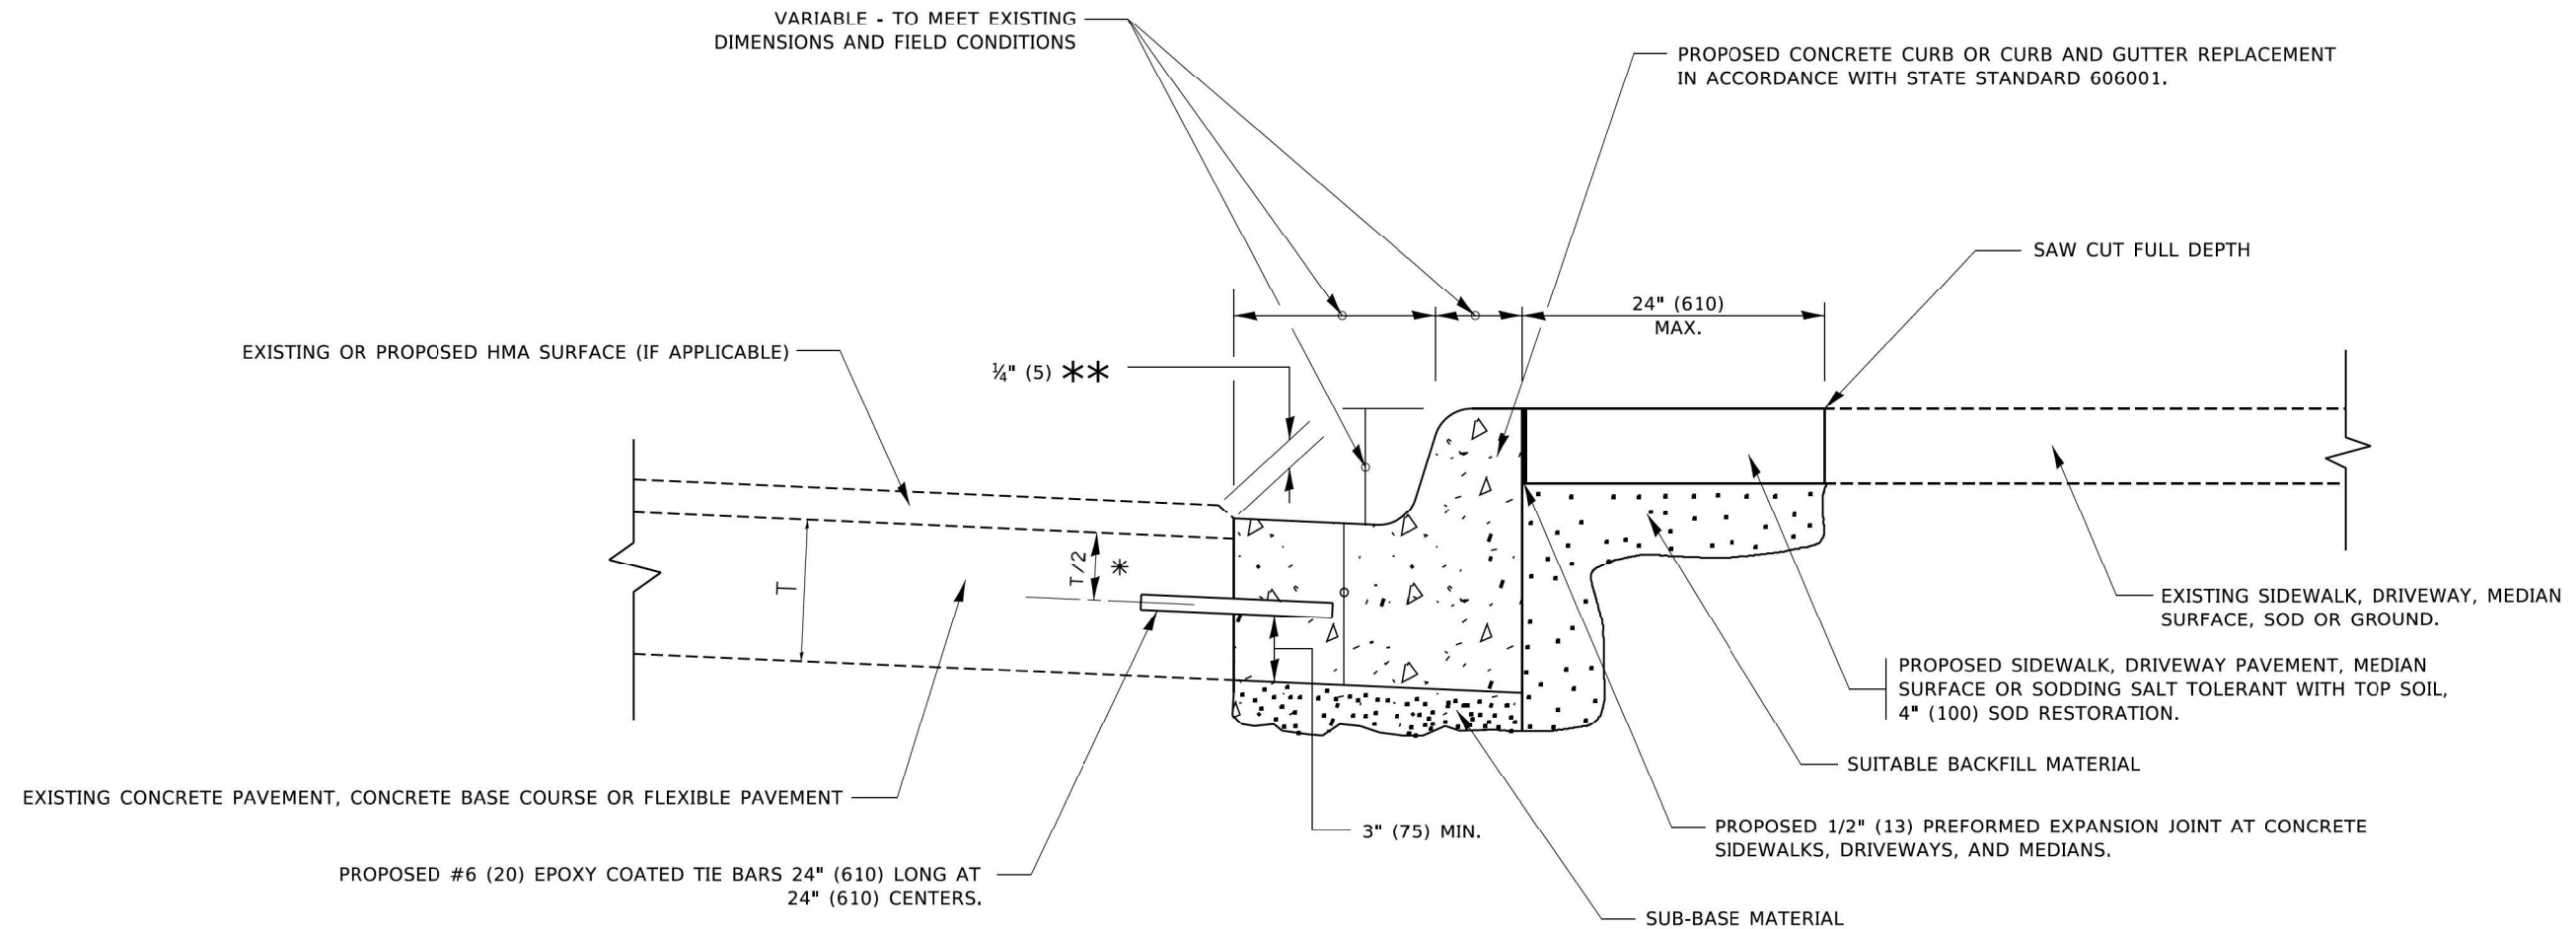 VARIABLE - TO MEET EXISTING
DIMENSIONS AND FIELD CONDITIONS
PROPOSED CONCRETE CURB OR CURB AND GUTTER REPLACEMENT
IN ACCORDANCE WITH STATE STANDARD 606001.
SAW CUT FULL DEPTH
24" (610)
MAX.
EXISTING OR PROPOSED HMA SURFACE (IF APPLICABLE)
¼" (5) **
T
T/2 *
EXISTING SIDEWALK, DRIVEWAY, MEDIAN
SURFACE, SOD OR GROUND.
PROPOSED SIDEWALK, DRIVEWAY PAVEMENT, MEDIAN
SURFACE OR SODDING SALT TOLERANT WITH TOP SOIL,
4" (100) SOD RESTORATION.
SUITABLE BACKFILL MATERIAL
EXISTING CONCRETE PAVEMENT, CONCRETE BASE COURSE OR FLEXIBLE PAVEMENT
3" (75) MIN.
PROPOSED 1/2" (13) PREFORMED EXPANSION JOINT AT CONCRETE
SIDEWALKS, DRIVEWAYS, AND MEDIANS.
PROPOSED #6 (20) EPOXY COATED TIE BARS 24" (610) LONG AT
24" (610) CENTERS.
SUB-BASE MATERIAL